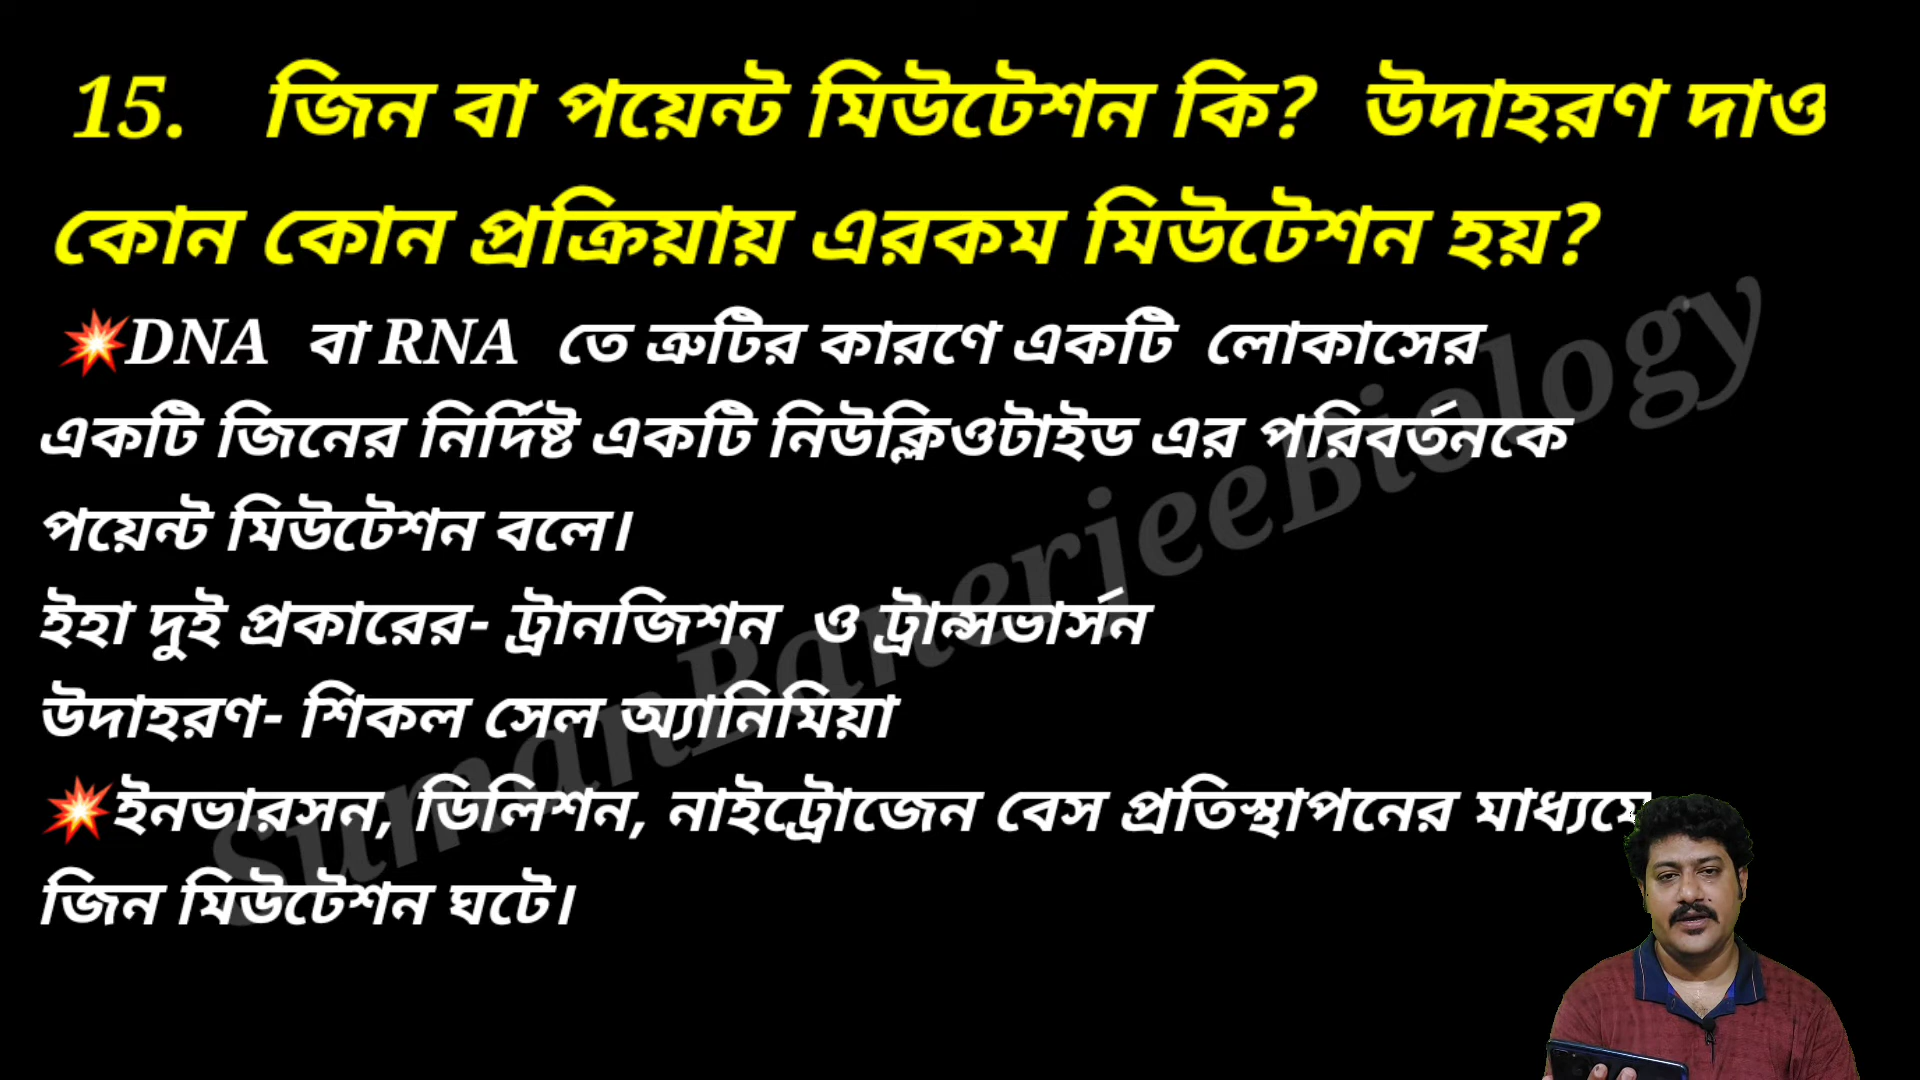 15. জিন বা পয়েন্ট মিউটেশন কি? উদাহরণ দাও
কোন কোন প্রক্রিয়ায় এরকম মিউটেশন হয়?
💥DNA বা RNA তে ত্রুটির কারণে একটি লোকাসের
একটি জিনের নির্দিষ্ট একটি নিউক্লিওটাইড এর পরিবর্তনকে
পয়েন্ট মিউটেশন বলে।
ইহা দুই প্রকারের- ট্রানজিশন ও ট্রান্সভার্সন
উদাহরণ- শিকল সেল অ্যানিমিয়া
💥ইনভারসন, ডিলিশন, নাইট্রোজেন বেস প্রতিস্থাপনের মাধ্যমে
জিন মিউটেশন ঘটে।
SumanBanerjeeBiology